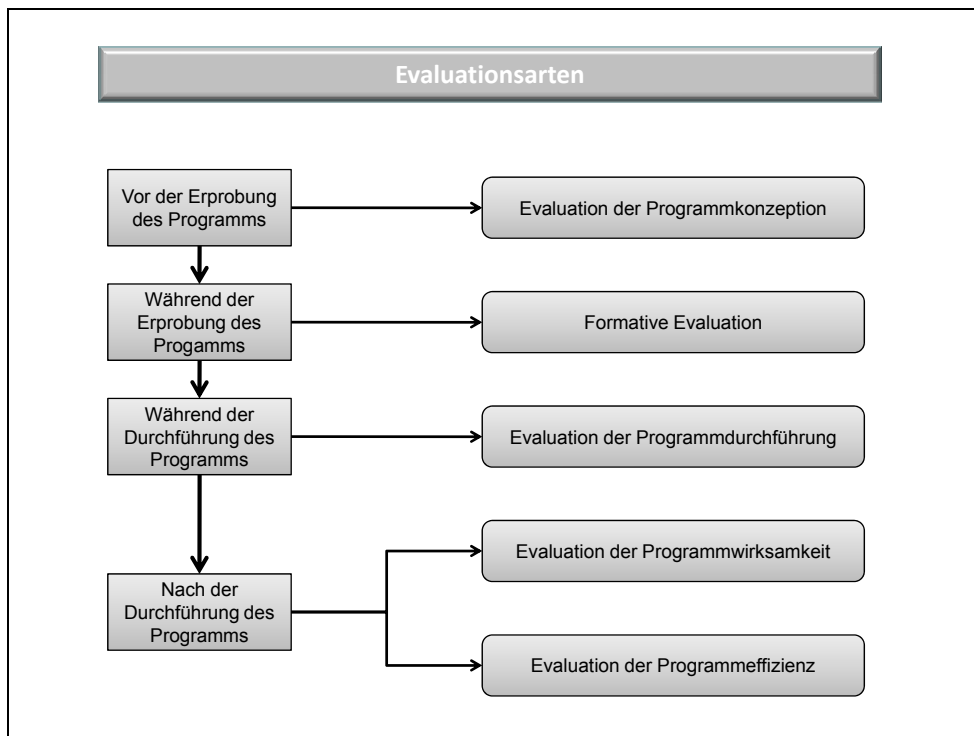 Evaluationsarten
Vor der Erprobung
des Programms
Evaluation der Programmkonzeption
Während der
Erprobung des
Progamms
Formative Evaluation
Während der
Durchführung des
Programms
Evaluation der Programmdurchführung
Nach der
Durchführung des
Programms
Evaluation der Programmwirksamkeit
Evaluation der Programmeffizienz